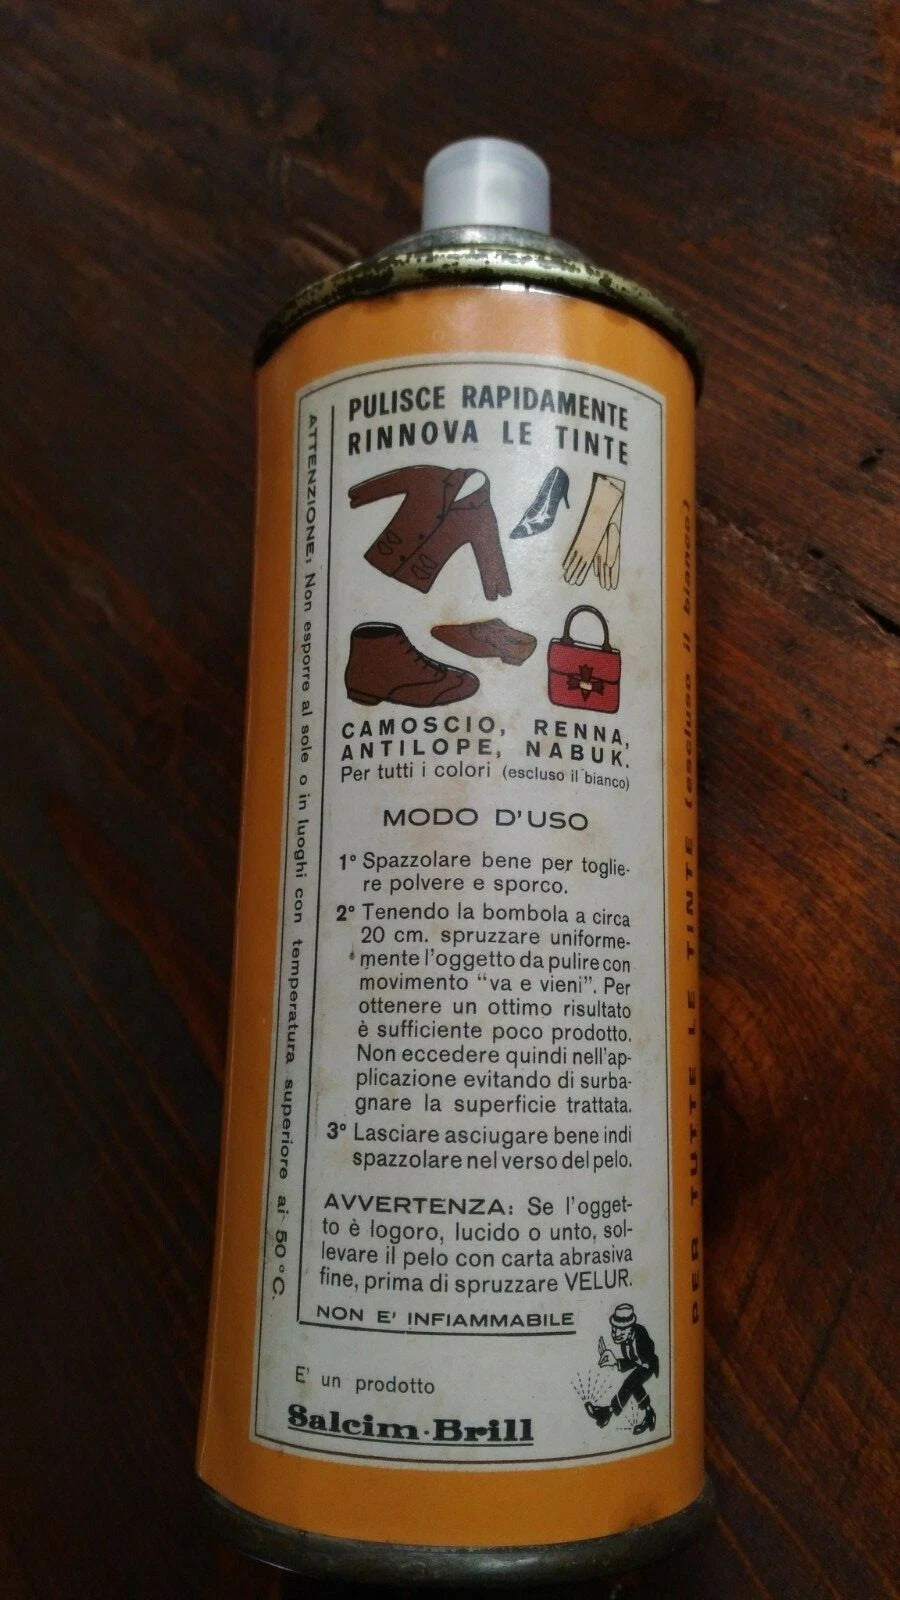 PULISCE RAPIDAMENTE
RINNOVA LE TINTE
CAMOSCIO, RENNA,
ANTILOPE, NABUK.
Per tutti i colori (escluso il bianco)
MODO D'USO
1° Spazzolare bene per toglie-
re polvere e sporco.
2° Tenendo la bombola a circa
20 cm. spruzzare uniforme-
mente l'oggetto da pulire con
movimento "va e vieni". Per
ottenere un ottimo risultato
è sufficiente poco prodotto.
Non eccedere quindi nell'ap-
plicazione evitando di surba-
gnare la superficie trattata.
3° Lasciare asciugare bene indi
spazzolare nel verso del pelo.
AVVERTENZA: Se l'ogget-
to è logoro, lucido o unto, sol-
levare il pelo con carta abrasiva
fine, prima di spruzzare VELUR.
NON E' INFIAMMABILE
E' un prodotto
Salcim-Brill
ATTENZIONE: Non esporre al sole o in luoghi con temperatura superiore ai 50°C.
PER TUTTE LE TINTE (escluso il bianco)